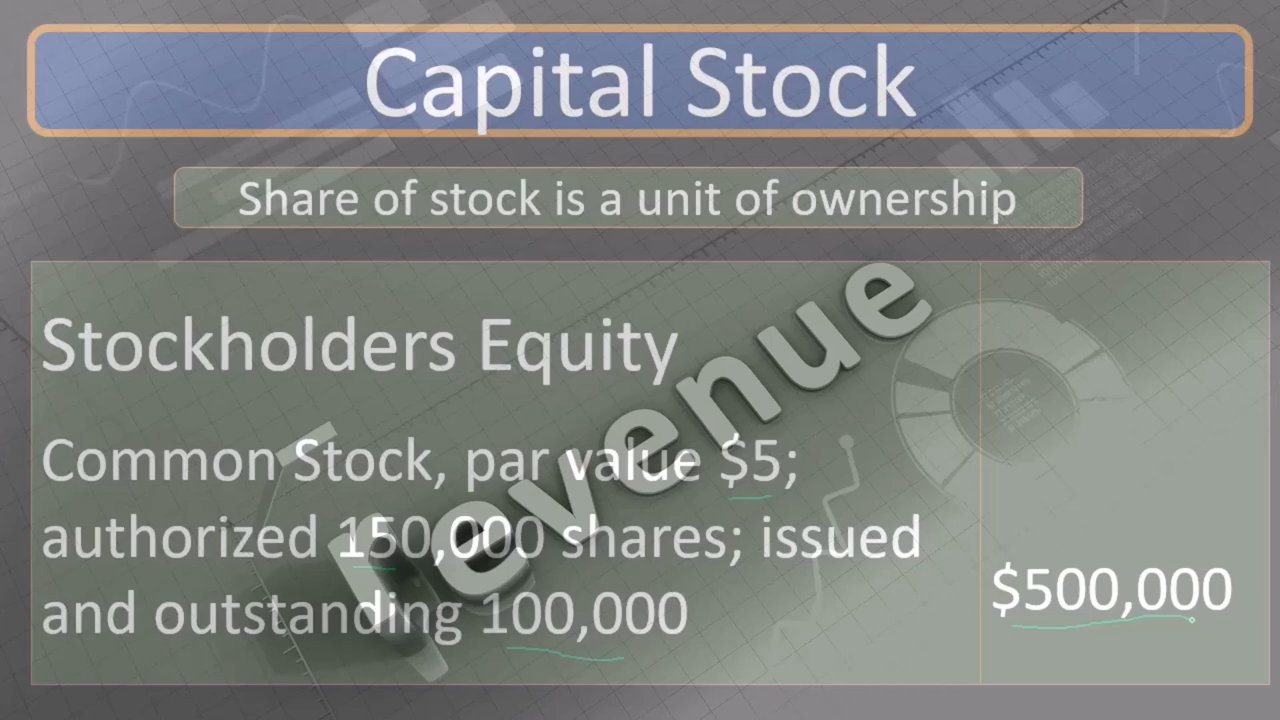 Capital Stock
Share of stock is a unit of ownership
revenue
Stockholders Equity
Common Stock, par value $5;
authorized 150,000 shares; issued
and outstanding 100,000
$500,000